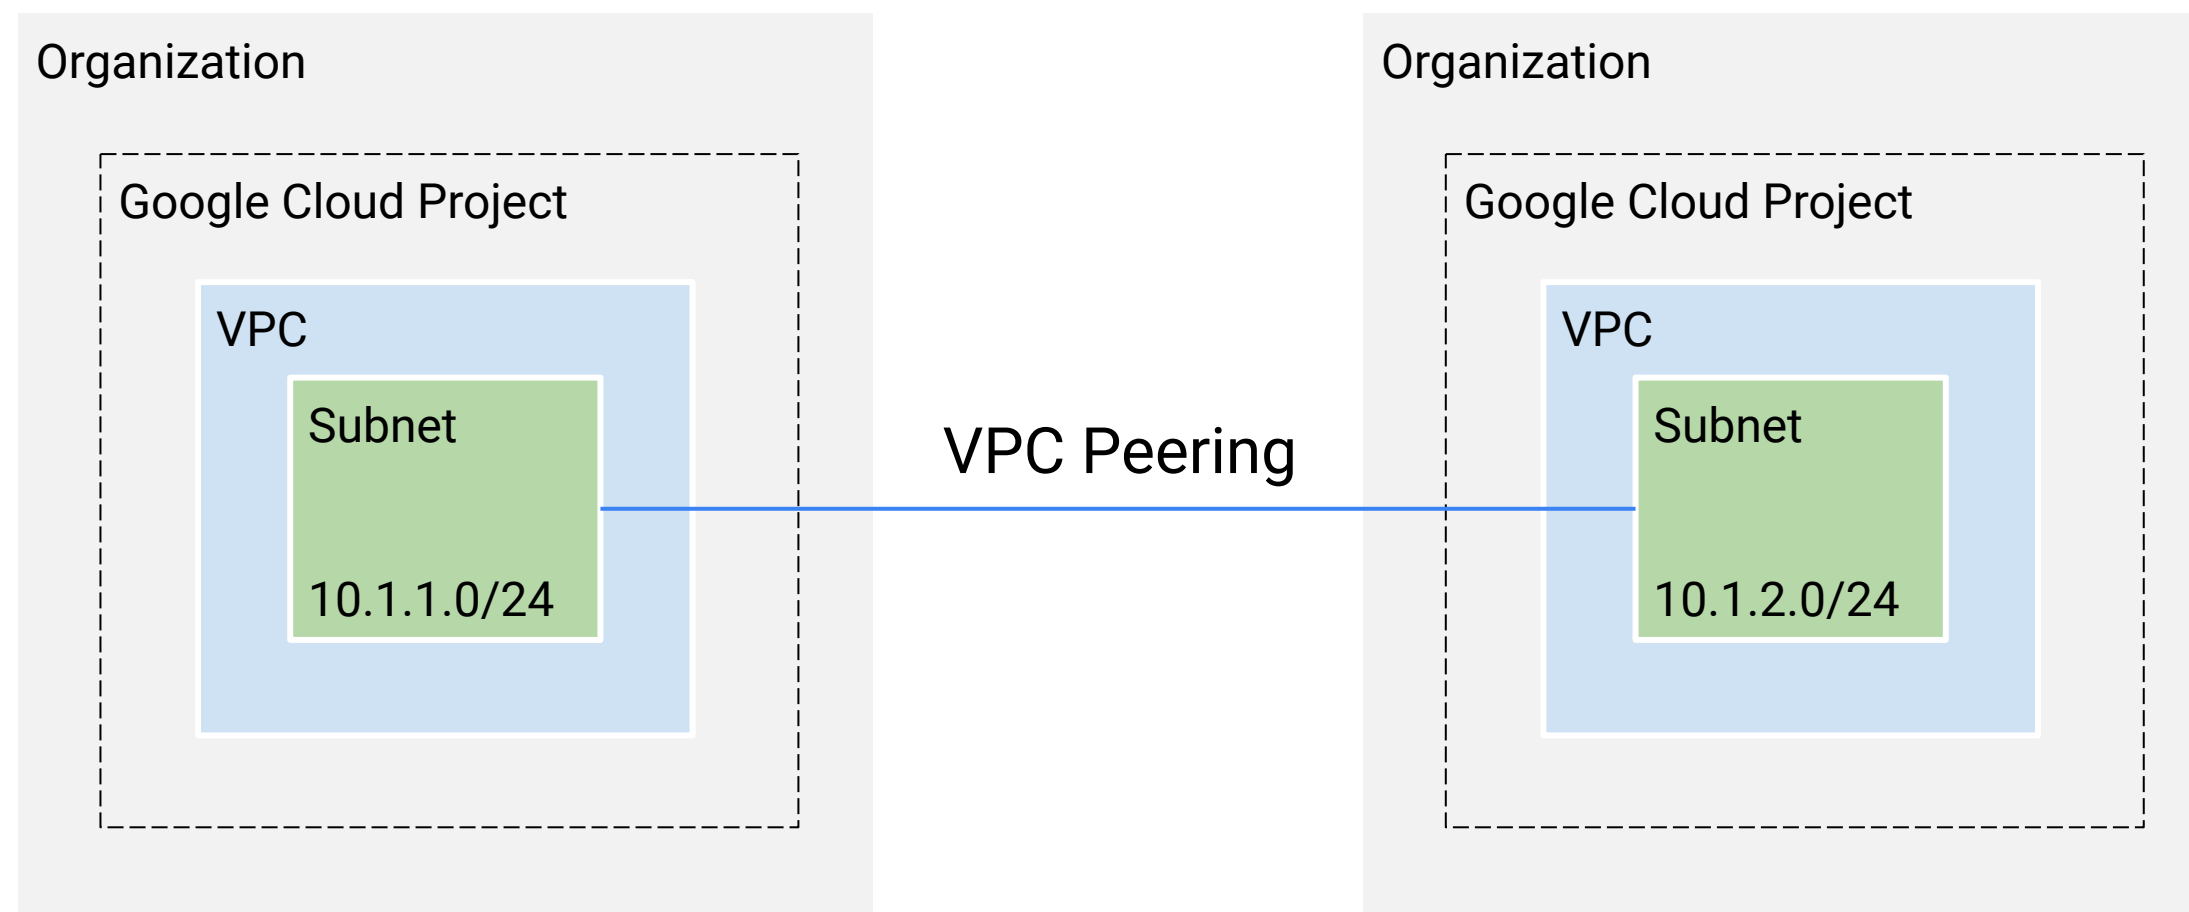 Organization
Google Cloud Project
VPC
Subnet
10.1.1.0/24
VPC Peering
Organization
Google Cloud Project
VPC
Subnet
10.1.2.0/24